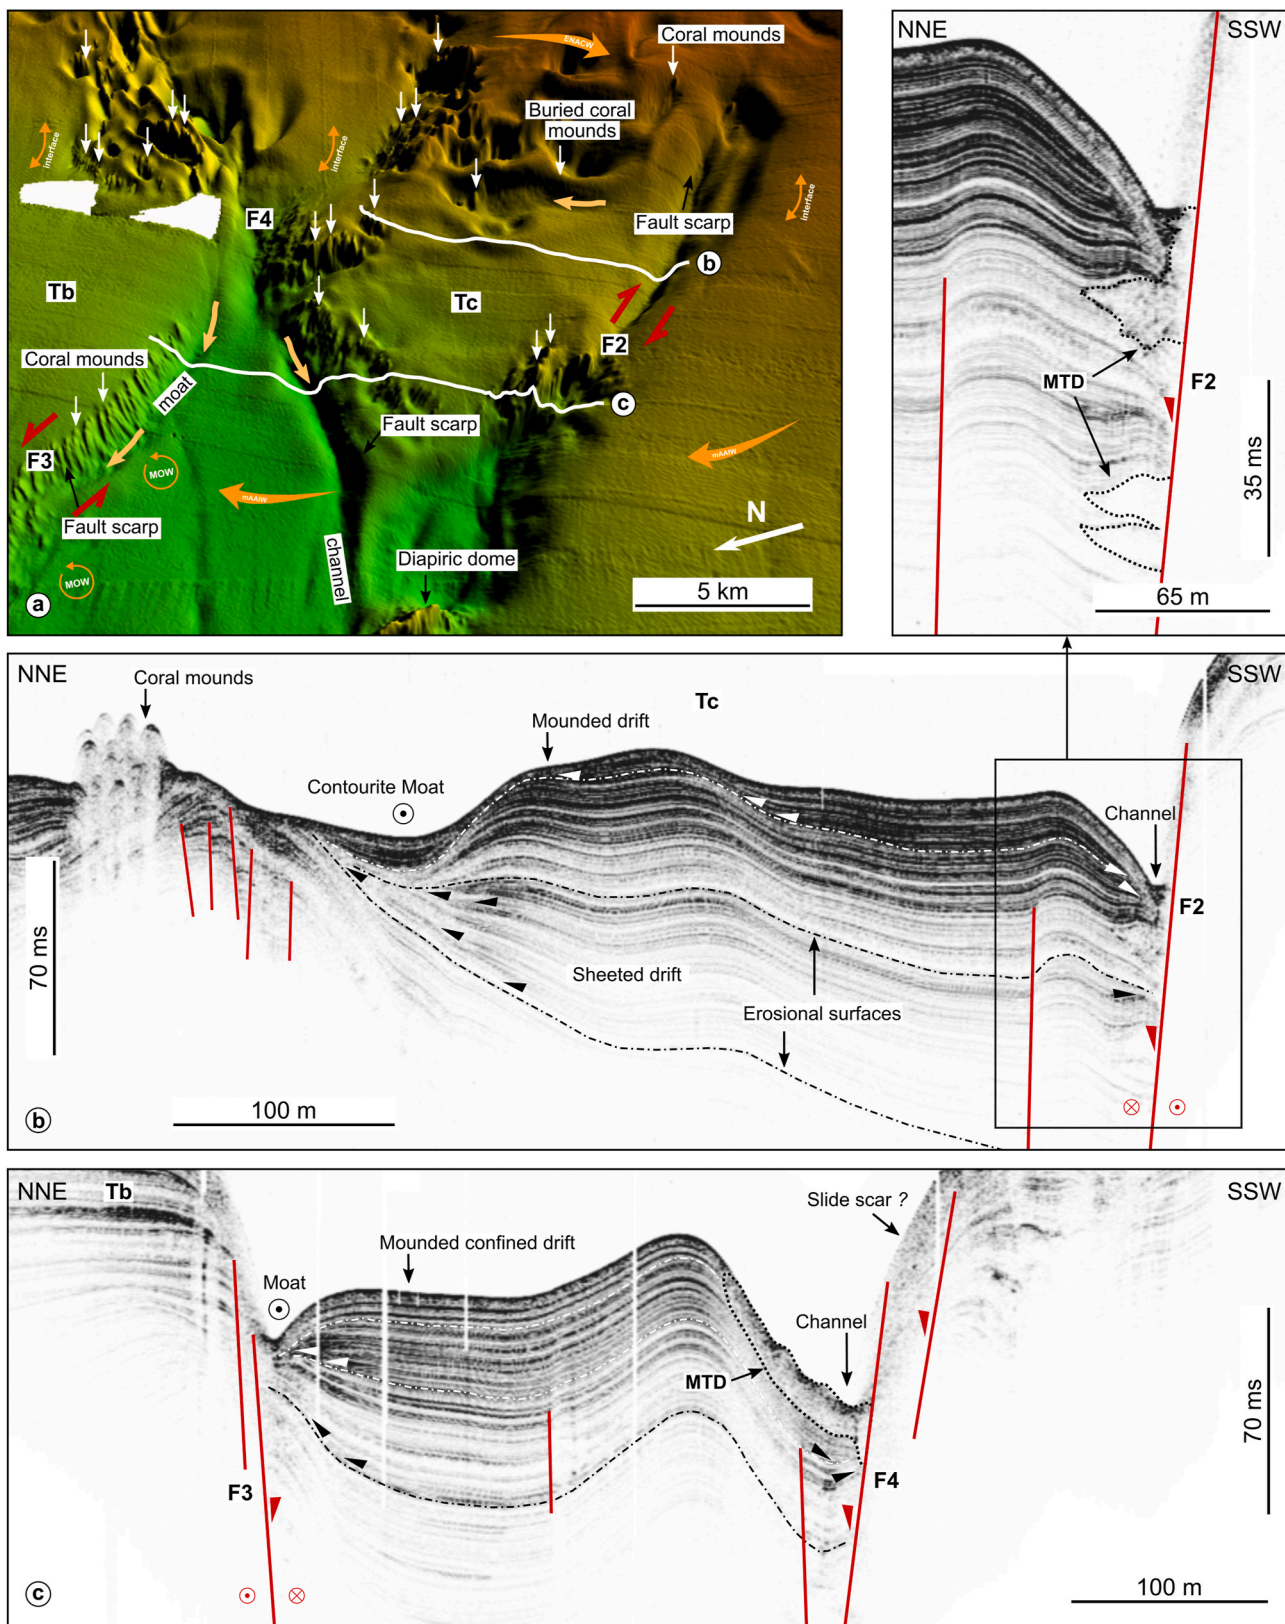 ENACW
Coral mounds
Buried coral
mounds
interface
interface
interface
F4
Fault scarp
b
Tb
Tc
F2
Coral mounds
moat
c
Fault scarp
F3
MOW
mAAIW
mAAIW
Fault scarp
N
channel
Diapiric dome
MOW
5 km
a
NNE
SSW
MTD
F2
35 ms
65 m
NNE
SSW
Coral mounds
Tc
Mounded drift
Contourite Moat
Channel
F2
70 ms
Sheeted drift
Erosional surfaces
100 m
b
NNE
Tb
SSW
Slide scar ?
Mounded confined drift
Moat
Channel
MTD
70 ms
F3
F4
c
100 m